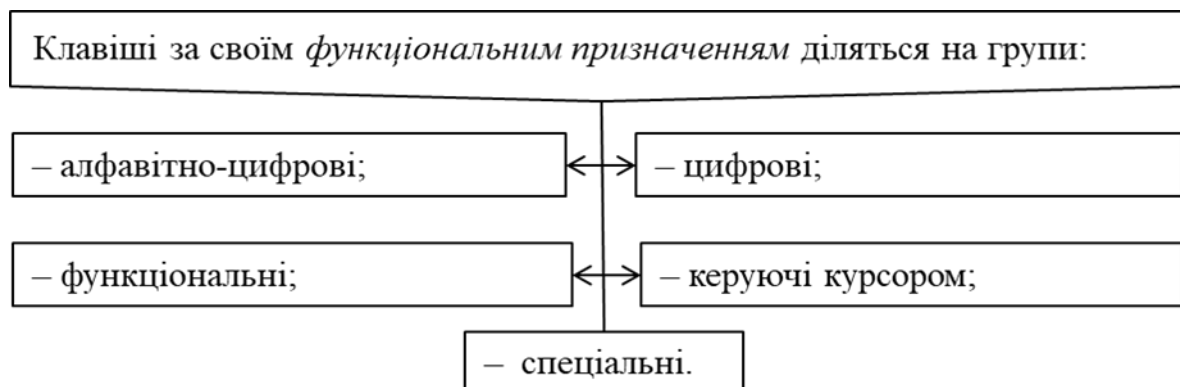 Клавіші за своїм функціональним призначенням діляться на групи:
– алфавітно-цифрові;
– цифрові;
– функціональні;
– керуючі курсором;
– спеціальні.